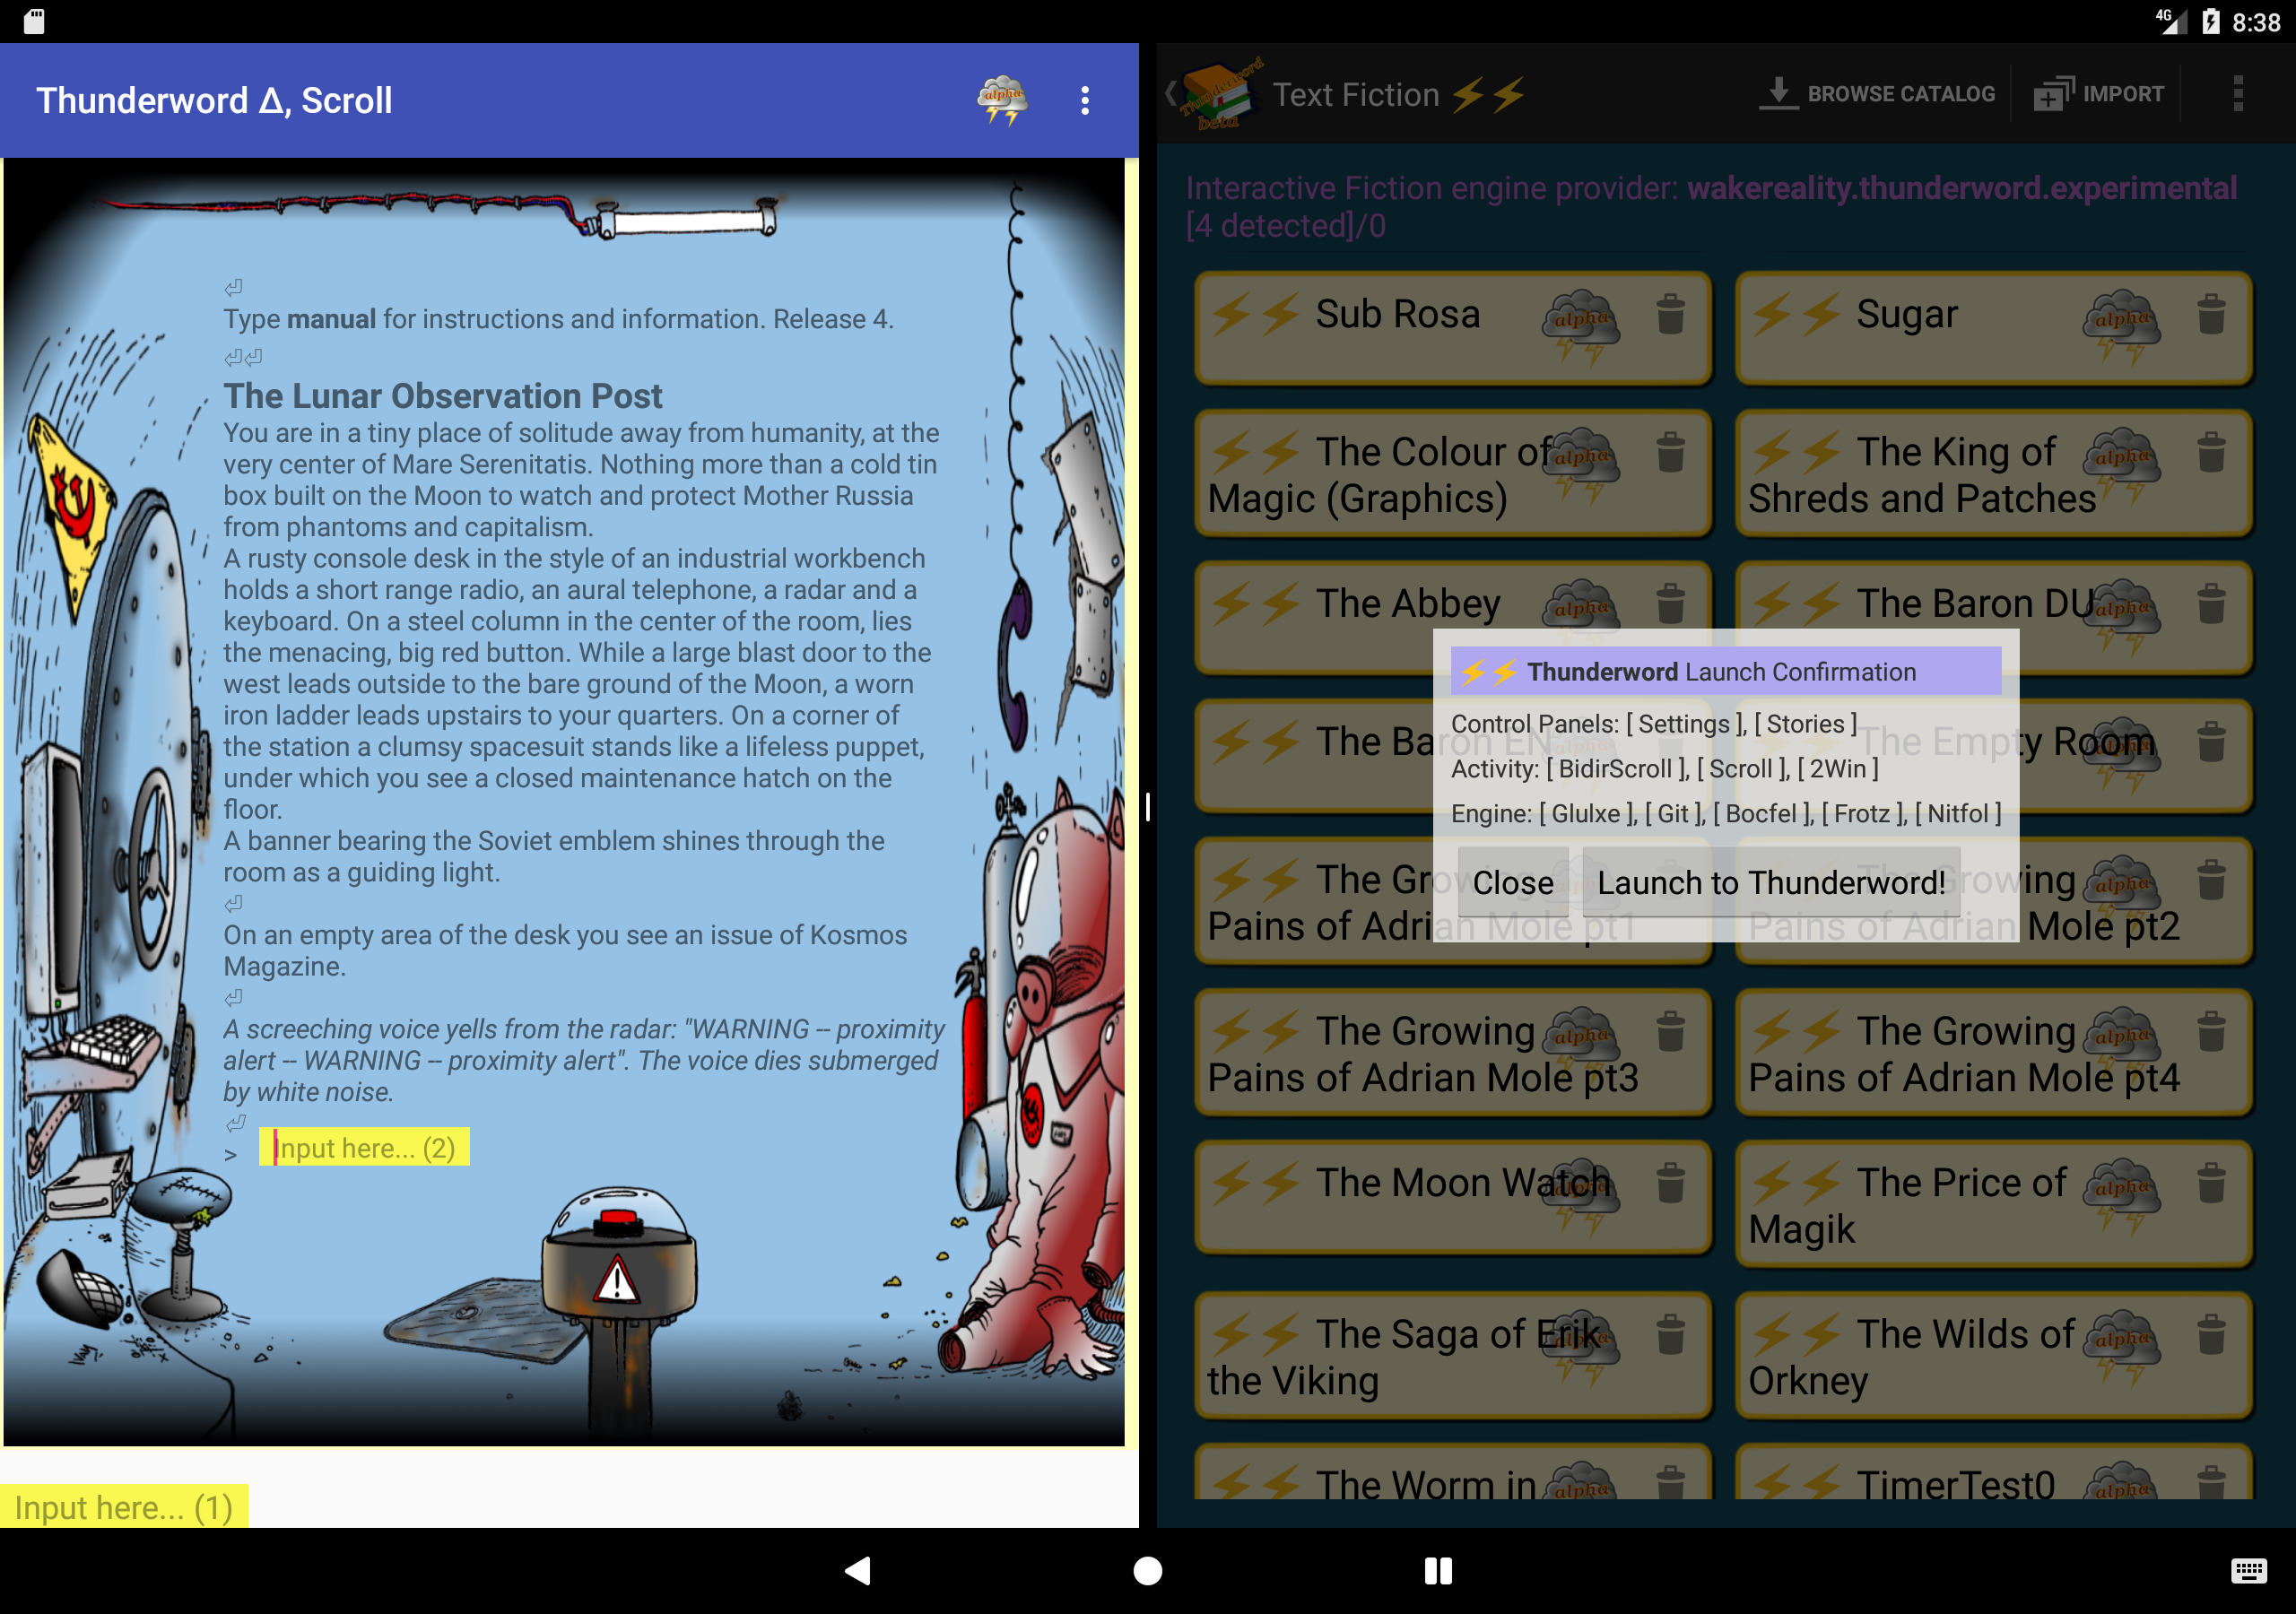 4G 8:38
Thunderword Δ, Scroll
alpha
Type manual for instructions and information. Release 4.
The Lunar Observation Post
You are in a tiny place of solitude away from humanity, at the
very center of Mare Serenitatis. Nothing more than a cold tin
box built on the Moon to watch and protect Mother Russia
from phantoms and capitalism.
A rusty console desk in the style of an industrial workbench
holds a short range radio, an aural telephone, a radar and a
keyboard. On a steel column in the center of the room, lies
the menacing, big red button. While a large blast door to the
west leads outside to the bare ground of the Moon, a worn
iron ladder leads upstairs to your quarters. On a corner of
the station a clumsy spacesuit stands like a lifeless puppet,
under which you see a closed maintenance hatch on the
floor.
A banner bearing the Soviet emblem shines through the
room as a guiding light.
On an empty area of the desk you see an issue of Kosmos
Magazine.
A screeching voice yells from the radar: "WARNING -- proximity
alert -- WARNING -- proximity alert". The voice dies submerged
by white noise.
> Input here... (2)
Input here... (1)
Thunderword
beta
Text Fiction
BROWSE CATALOG
IMPORT
Interactive Fiction engine provider: wakereality.thunderword.experimental
[4 detected]/0
Sub Rosa
alpha
Sugar
alpha
The Colour of
Magic (Graphics)
alpha
The King of
Shreds and Patches
alpha
The Abbey
alpha
The Baron DU
alpha
The Baron EN
The Empty Room
Thunderword Launch Confirmation
Control Panels: [ Settings ], [ Stories ]
Activity: [ BidirScroll ], [ Scroll ], [ 2Win ]
Engine: [ Glulxe ], [ Git ], [ Bocfel ], [ Frotz ], [ Nitfol ]
Close
Launch to Thunderword!
The Growing
Pains of Adrian Mole pt1
The Growing
Pains of Adrian Mole pt2
alpha
The Growing
Pains of Adrian Mole pt3
alpha
The Growing
Pains of Adrian Mole pt4
alpha
The Moon Watch
alpha
The Price of
Magik
alpha
The Saga of Erik
the Viking
alpha
The Wilds of
Orkney
alpha
The Worm in
alpha
TimerTest0
alpha